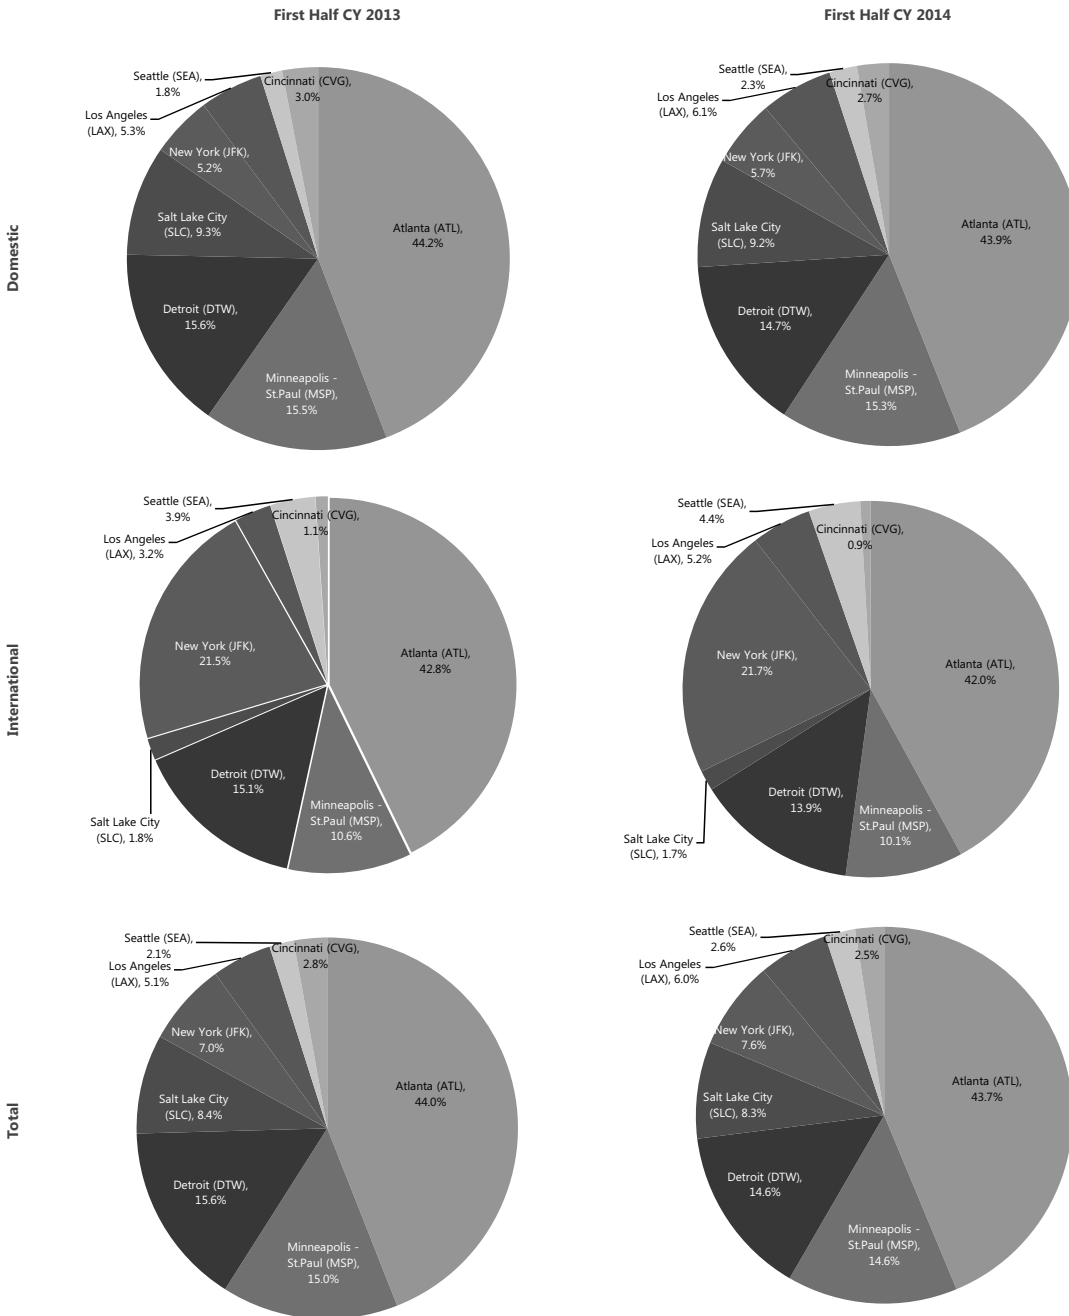 First Half CY 2013
First Half CY 2014
Domestic
Seattle (SEA),
1.8%
Cincinnati (CVG),
3.0%
Los Angeles
(LAX), 5.3%
New York (JFK),
5.2%
Salt Lake City
(SLC), 9.3%
Atlanta (ATL),
44.2%
Detroit (DTW),
15.6%
Minneapolis -
St.Paul (MSP),
15.5%
Seattle (SEA),
2.3%
Cincinnati (CVG),
2.7%
Los Angeles
(LAX), 6.1%
New York (JFK),
5.7%
Salt Lake City
(SLC), 9.2%
Atlanta (ATL),
43.9%
Detroit (DTW),
14.7%
Minneapolis -
St.Paul (MSP),
15.3%
International
Seattle (SEA),
3.9%
Cincinnati (CVG),
1.1%
Los Angeles
(LAX), 3.2%
New York (JFK),
21.5%
Atlanta (ATL),
42.8%
Detroit (DTW),
15.1%
Minneapolis -
St.Paul (MSP),
10.6%
Salt Lake City
(SLC), 1.8%
Seattle (SEA),
4.4%
Cincinnati (CVG),
0.9%
Los Angeles
(LAX), 5.2%
New York (JFK),
21.7%
Atlanta (ATL),
42.0%
Detroit (DTW),
13.9%
Minneapolis -
St.Paul (MSP),
10.1%
Salt Lake City
(SLC), 1.7%
Total
Seattle (SEA),
2.1%
Cincinnati (CVG),
2.8%
Los Angeles
(LAX), 5.1%
New York (JFK),
7.0%
Salt Lake City
(SLC), 8.4%
Atlanta (ATL),
44.0%
Detroit (DTW),
15.6%
Minneapolis -
St.Paul (MSP),
15.0%
Seattle (SEA),
2.6%
Cincinnati (CVG),
2.5%
Los Angeles
(LAX), 6.0%
New York (JFK),
7.6%
Salt Lake City
(SLC), 8.3%
Atlanta (ATL),
43.7%
Detroit (DTW),
14.6%
Minneapolis -
St.Paul (MSP),
14.6%